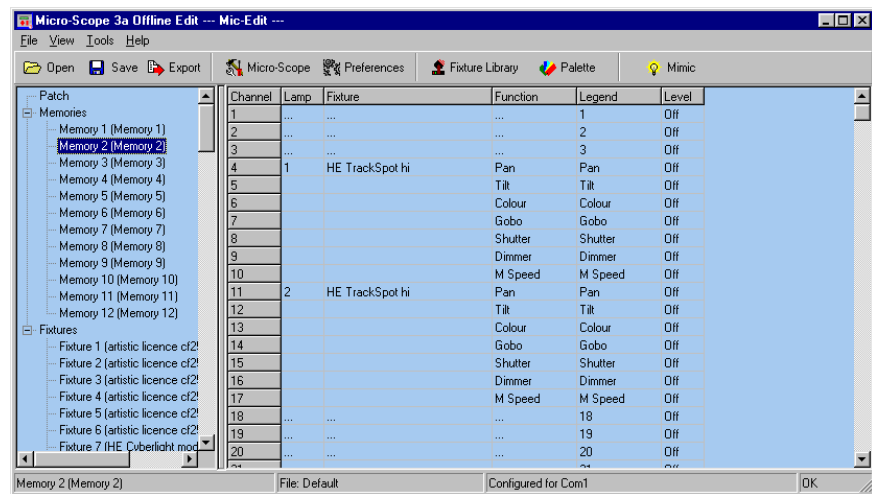 Micro-Scope 3a Offline Edit --- Mic-Edit ---
File View Tools Help
Open Save Export Micro-Scope Preferences Fixture Library Palette Mimic
Patch
Memories
Memory 1 (Memory 1)
Memory 2 (Memory 2)
Memory 3 (Memory 3)
Memory 4 (Memory 4)
Memory 5 (Memory 5)
Memory 6 (Memory 6)
Memory 7 (Memory 7)
Memory 8 (Memory 8)
Memory 9 (Memory 9)
Memory 10 (Memory 10)
Memory 11 (Memory 11)
Memory 12 (Memory 12)
Fixtures
Fixture 1 (artistic licence cf2
Fixture 2 (artistic licence cf2
Fixture 3 (artistic licence cf2
Fixture 4 (artistic licence cf2
Fixture 5 (artistic licence cf2
Fixture 6 (artistic licence cf2
Fixture 7 (HE Cyberlight mod
Channel Lamp Fixture Function Legend Level
1 ... ... ... 1 Off
2 ... ... ... 2 Off
3 ... ... ... 3 Off
4 1 HE TrackSpot hi Pan Pan Off
5 Tilt Tilt Off
6 Colour Colour Off
7 Gobo Gobo Off
8 Shutter Shutter Off
9 Dimmer Dimmer Off
10 M Speed M Speed Off
11 2 HE TrackSpot hi Pan Pan Off
12 Tilt Tilt Off
13 Colour Colour Off
14 Gobo Gobo Off
15 Shutter Shutter Off
16 Dimmer Dimmer Off
17 M Speed M Speed Off
18 ... ... ... 18 Off
19 ... ... ... 19 Off
20 ... ... ... 20 Off
Memory 2 (Memory 2) File: Default Configured for Com1 OK